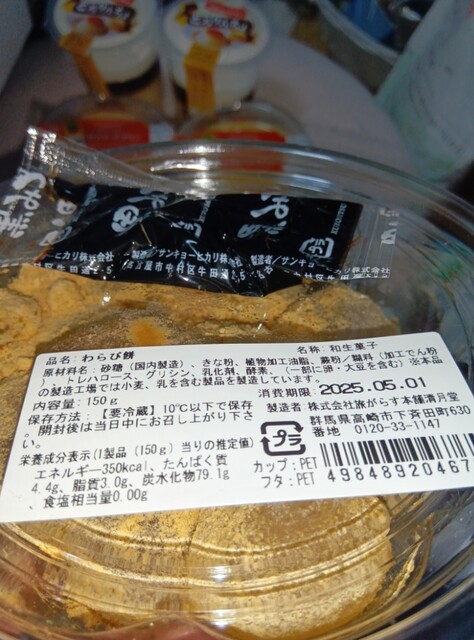 品名：わらび餅
名称：和生菓子
原材料名：砂糖（国内製造）、きな粉、植物加工油脂、蕨粉／糊料（加工でん粉
）、トレハロース、グリシン、乳化剤、酵素、（一部に卵・大豆を含む）※本品
の製造工場では小麦、乳を含む製品を製造しています。
内容量：150g
消費期限：2025.05.01
保存方法：【要冷蔵】10℃以下で保存
。開封後は当日中にお召し上がり下さ
い。
製造者：株式会社旅がらす本舗清月堂
群馬県高崎市下斉田町630
番地 0120-33-1147
栄養成分表示（1製品（150g）当りの推定値）
エネルギー350kcal、たんぱく質
4.4g、脂質3.0g、炭水化物79.1g
、食塩相当量0.00g
プラ
カップ：PET
フタ：PET
498489920467
製造者／サンキョーヒカリ株式会社
プラ